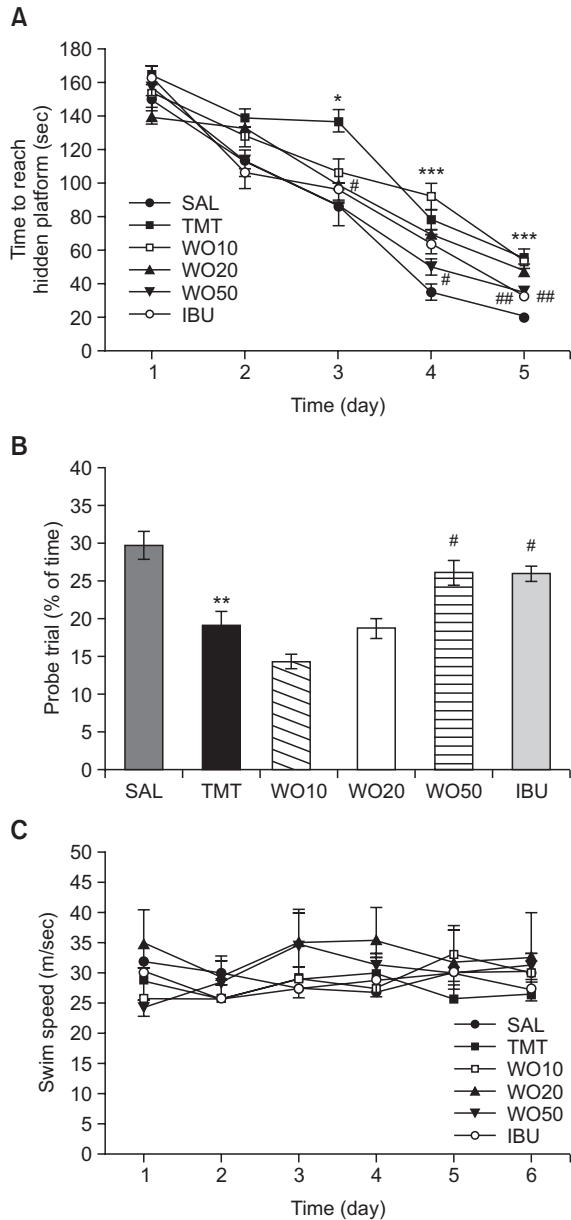 A
180
160
140
120
100
80
60
40
20
0
Time to reach
hidden platform (sec)
*
#
***
#
***
##
##
SAL
TMT
WO10
WO20
WO50
IBU
1 2 3 4 5
Time (day)
B
40
35
30
25
20
15
10
5
0
Probe trial (% of time)
**
#
#
SAL TMT WO10 WO20 WO50 IBU
C
50
45
40
35
30
25
20
15
10
5
0
Swim speed (m/sec)
SAL
TMT
WO10
WO20
WO50
IBU
1 2 3 4 5 6
Time (day)